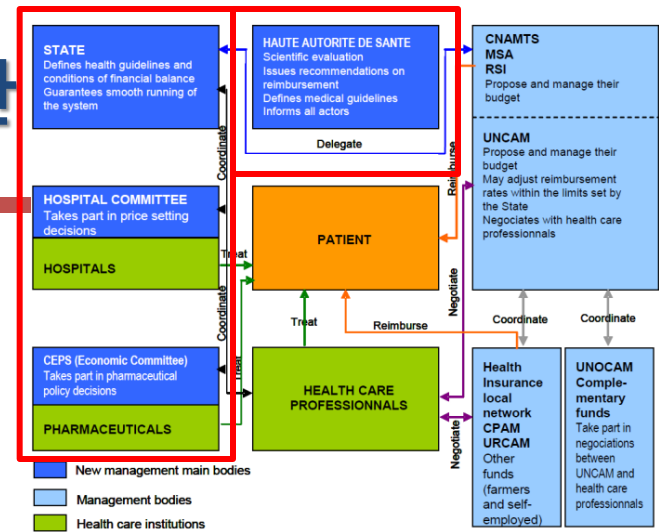 STATE
Defines health guidelines and
conditions of financial balance
Guarantees smooth running of
the system
HAUTE AUTORITE DE SANTE
Scientific evaluation
Issues recommendations on
reimbursement
Defines medical guidelines
Informs all actors
CNAMTS
MSA
RSI
Propose and manage their
budget
Delegate
Coordinate
Reimburse
UNCAM
Propose and manage their
budget
May adjust reimbursement
rates within the limits set by
the State
Negociates with health care
professionnals
HOSPITAL COMMITTEE
Takes part in price setting
decisions
HOSPITALS
Treat
PATIENT
Coordinate
Negotiate
Treat
Reimburse
Coordinate
Coordinate
CEPS (Economic Committee)
Takes part in pharmaceutical
policy decisions
PHARMACEUTICALS
Treat
HEALTH CARE
PROFESSIONNALS
Negotiate
Health
Insurance
local
network
CPAM
URCAM
Other
funds
(farmers
and self-
employed)
UNOCAM
Comple-
mentary
funds
Take part in
negociations
between
UNCAM and
health care
professionnals
New management main bodies
Management bodies
Health care institutions